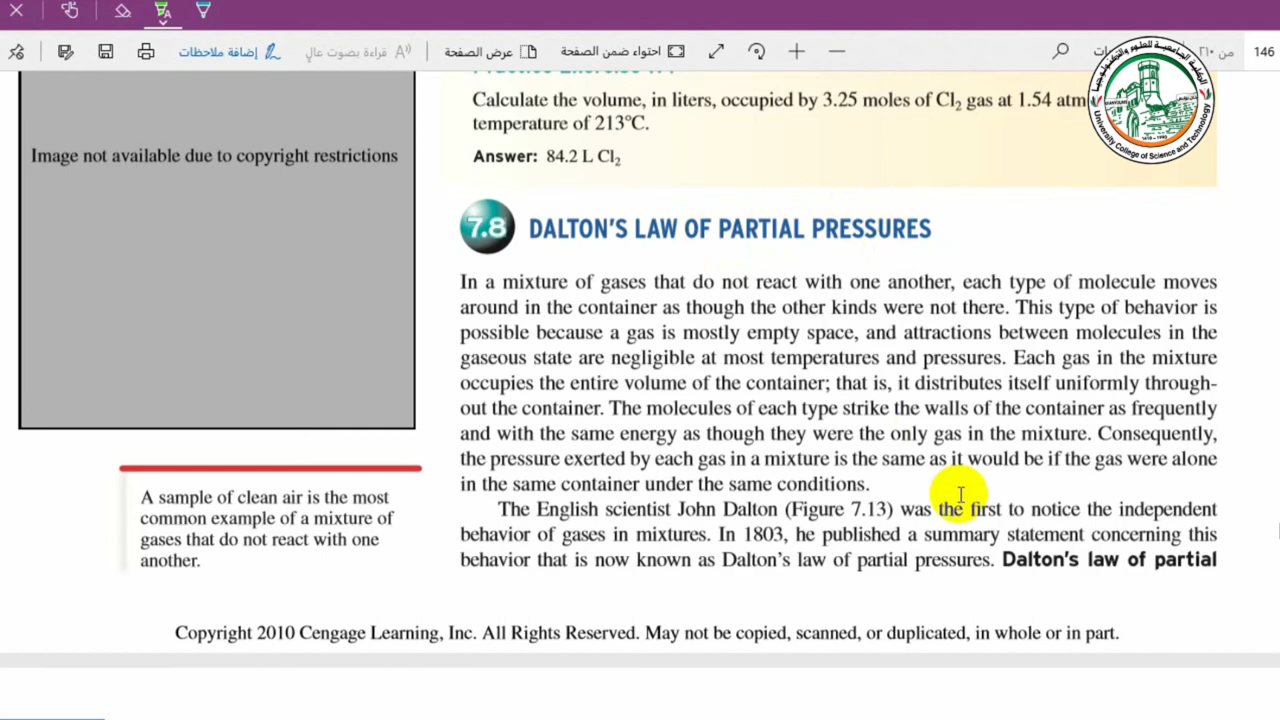 إضافة ملاحظات
قراءة بصوت عالٍ
عرض الصفحة
احتواء ضمن الصفحة
من ٦١٠
146
Calculate the volume, in liters, occupied by 3.25 moles of Cl₂ gas at 1.54 atm
temperature of 213°C.
Answer: 84.2 L Cl₂
Image not available due to copyright restrictions
University College of Science and Technology
7.8 DALTON'S LAW OF PARTIAL PRESSURES
In a mixture of gases that do not react with one another, each type of molecule moves
around in the container as though the other kinds were not there. This type of behavior is
possible because a gas is mostly empty space, and attractions between molecules in the
gaseous state are negligible at most temperatures and pressures. Each gas in the mixture
occupies the entire volume of the container; that is, it distributes itself uniformly through-
out the container. The molecules of each type strike the walls of the container as frequently
and with the same energy as though they were the only gas in the mixture. Consequently,
the pressure exerted by each gas in a mixture is the same as it would be if the gas were alone
in the same container under the same conditions.
The English scientist John Dalton (Figure 7.13) was the first to notice the independent
behavior of gases in mixtures. In 1803, he published a summary statement concerning this
behavior that is now known as Dalton's law of partial pressures. Dalton's law of partial
A sample of clean air is the most
common example of a mixture of
gases that do not react with one
another.
Copyright 2010 Cengage Learning, Inc. All Rights Reserved. May not be copied, scanned, or duplicated, in whole or in part.